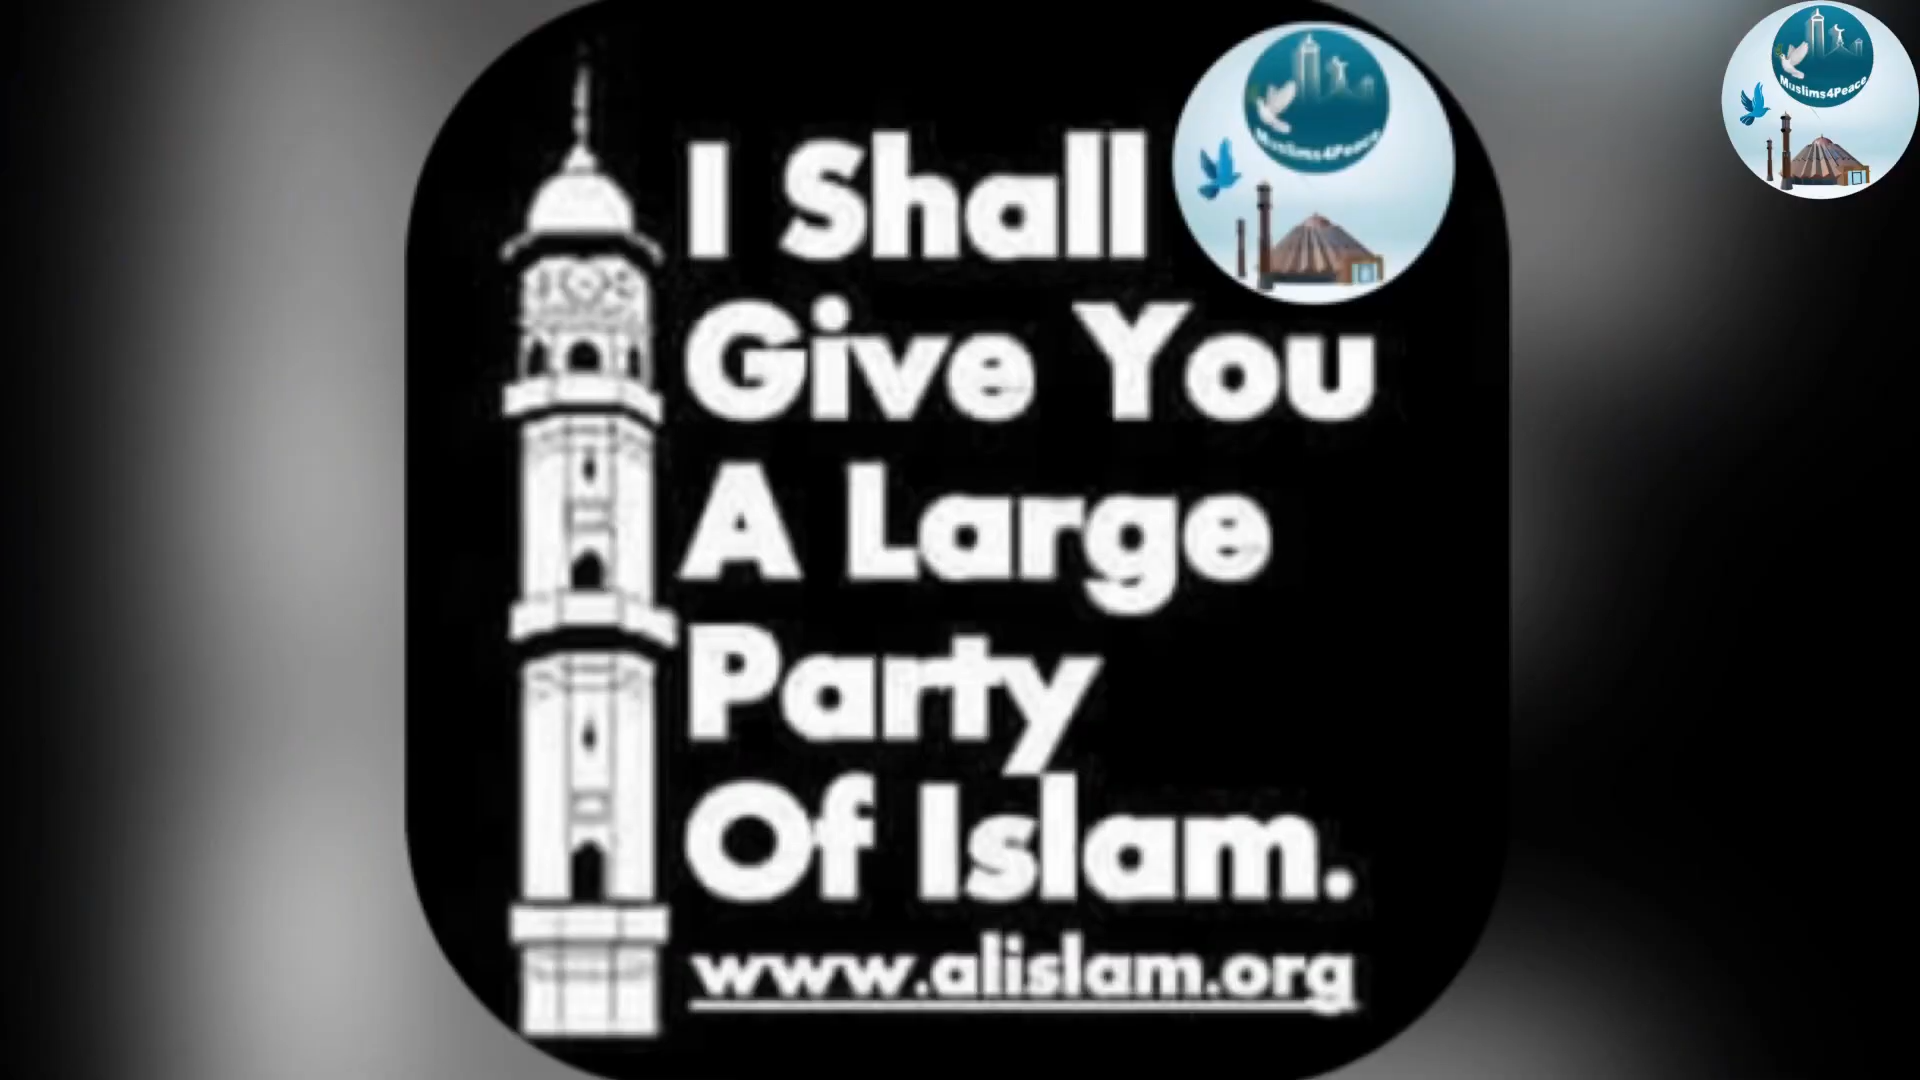 I Shall
Give You
A Large
Party
Of Islam.
www.alislam.org
Muslims4Peace
Muslims4Peace